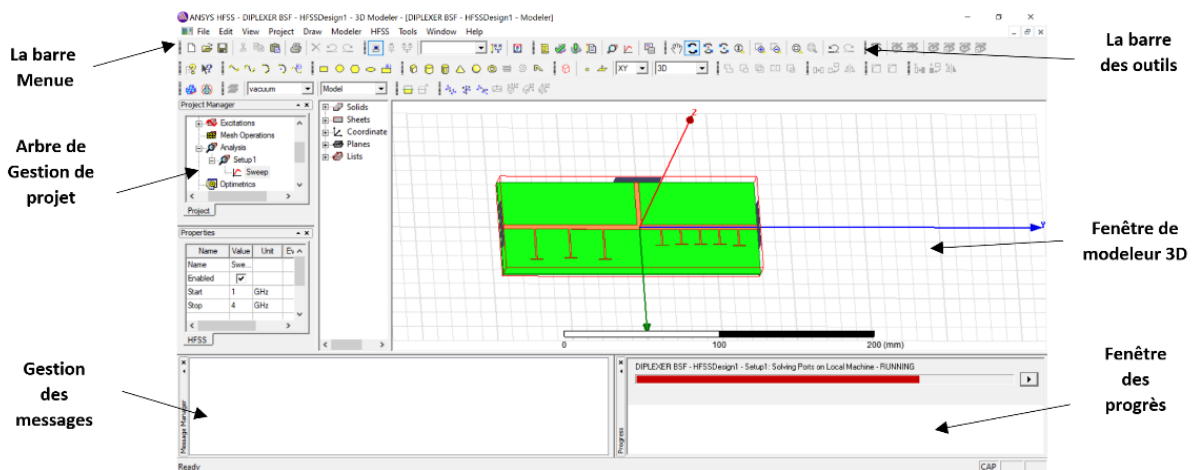 ANSYS HFSS - DIPLEXER BSF - HFSSDesign1 - 3D Modeler - [DIPLEXER BSF - HFSSDesign1 - Modeler]
File Edit View Project Draw Modeler HFSS Tools Window Help
La barre
Menue
La barre
des outils
XY
3D
vacuum
Model
Project Manager
Excitations
Mesh Operations
Analysis
Setup1
Sweep
Optimetrics
Project
Solids
Sheets
Coordinate
Planes
Lists
Arbre de
Gestion de
projet
Z
Properties
Name Value Unit Ev
Name Swe...
Enabled
Start 1 GHz
Stop 4 GHz
HFSS
Fenêtre de
modeleur 3D
0 100 200 (mm)
Gestion
des
messages
Message Manager
DIPLEXER BSF - HFSSDesign1 - Setup1: Solving Ports on Local Machine - RUNNING
Progress
Fenêtre
des
progrès
Ready
CAP